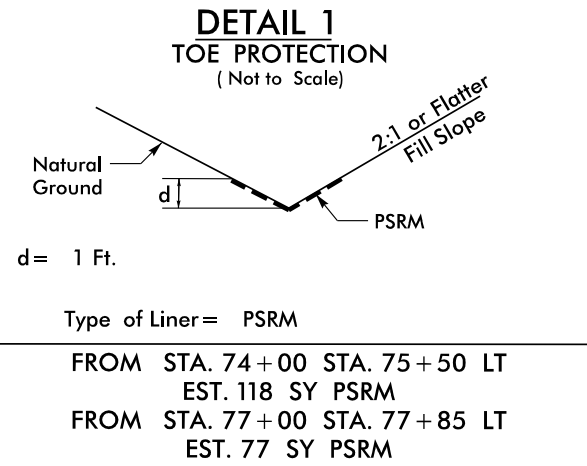 DETAIL 1
TOE PROTECTION
( Not to Scale)
2:1 or Flatter
Fill Slope
Natural
Ground
d
PSRM
d = 1 Ft.
Type of Liner = PSRM
FROM STA. 74+00 STA. 75+50 LT
EST. 118 SY PSRM
FROM STA. 77+00 STA. 77+85 LT
EST. 77 SY PSRM